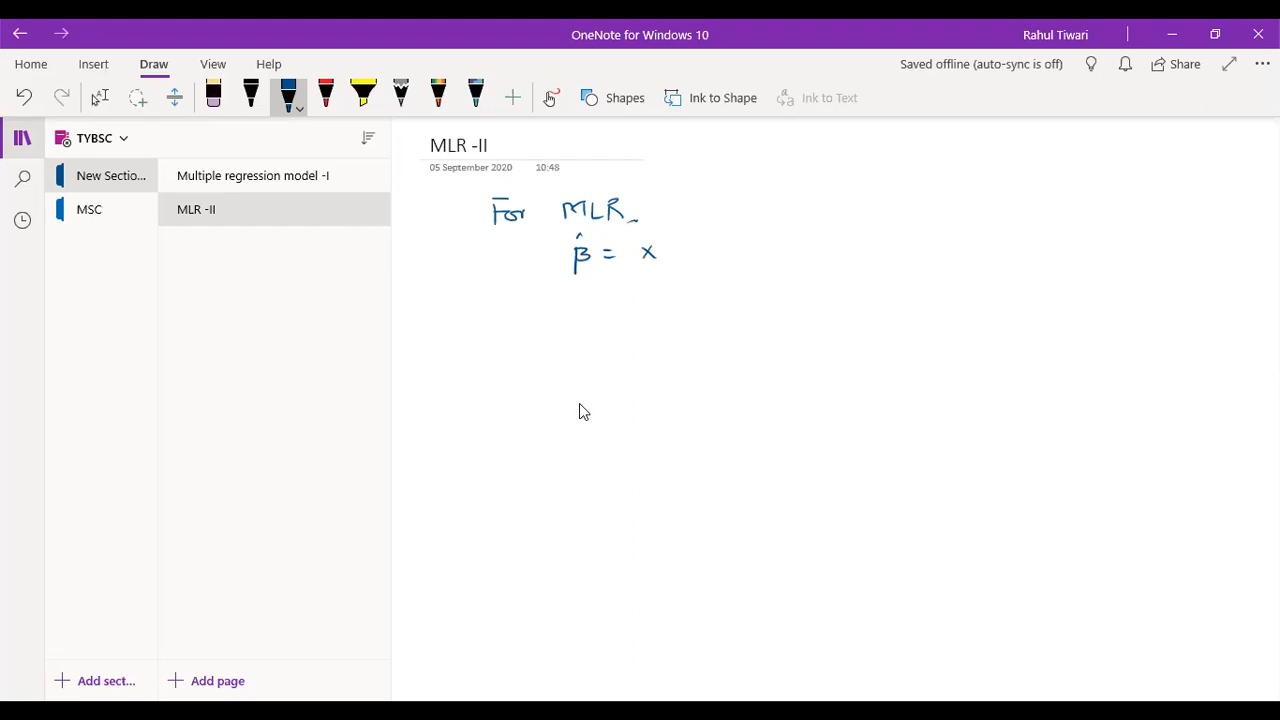 OneNote for Windows 10
Rahul Tiwari
Home Insert Draw View Help
Saved offline (auto-sync is off)
Share
Shapes
Ink to Shape
Ink to Text
TYBSC
New Sectio...
MSC
Multiple regression model -I
MLR -II
Add sect...
Add page
MLR -II
05 September 2020 10:48
For MLR
β̂ = x